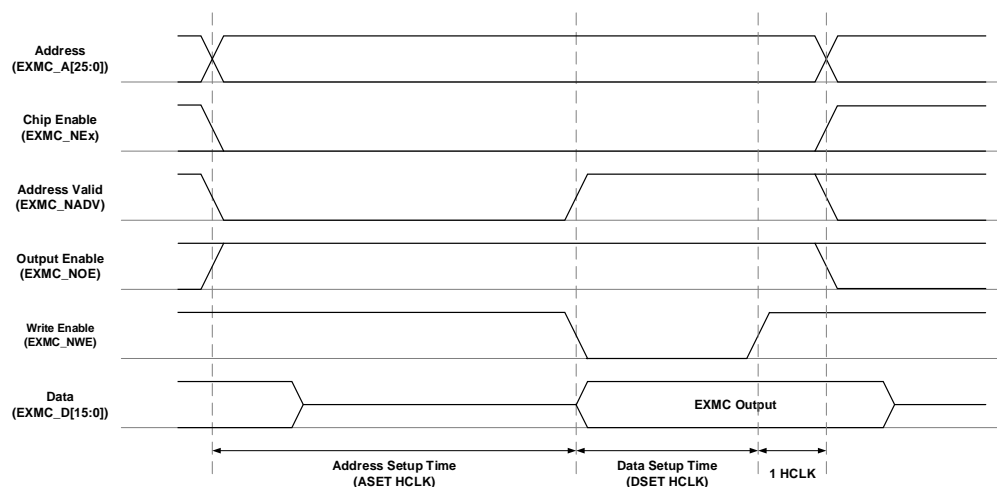 Address
(EXMC_A[25:0])
Chip Enable
(EXMC_NEx)
Address Valid
(EXMC_NADV)
Output Enable
(EXMC_NOE)
Write Enable
(EXMC_NWE)
Data
(EXMC_D[15:0])
EXMC Output
Address Setup Time
(ASET HCLK)
Data Setup Time
(DSET HCLK)
1 HCLK